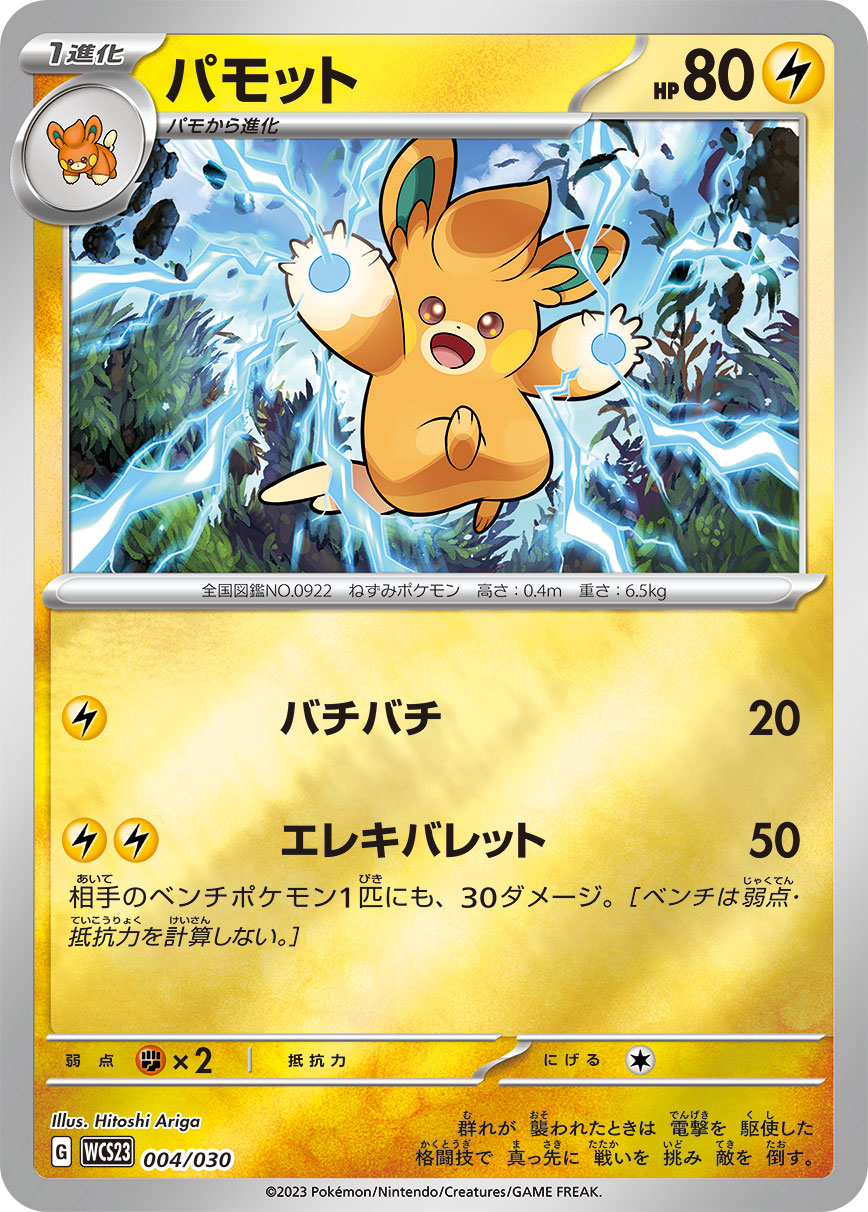 1進化
パモット
HP 80
パモから進化
全国図鑑NO.0922 ねずみポケモン 高さ:0.4m 重さ:6.5kg
バチバチ 20
エレキバレット 50
相手のベンチポケモン1匹にも、30ダメージ。[ベンチは弱点・
抵抗力を計算しない。]
弱点 ×2 抵抗力 にげる
Illus. Hitoshi Ariga
G WCS23 004/030
群れが 襲われたときは 電撃を 駆使した
格闘技で 真っ先に 戦いを 挑み 敵を 倒す。
©2023 Pokémon/Nintendo/Creatures/GAME FREAK.